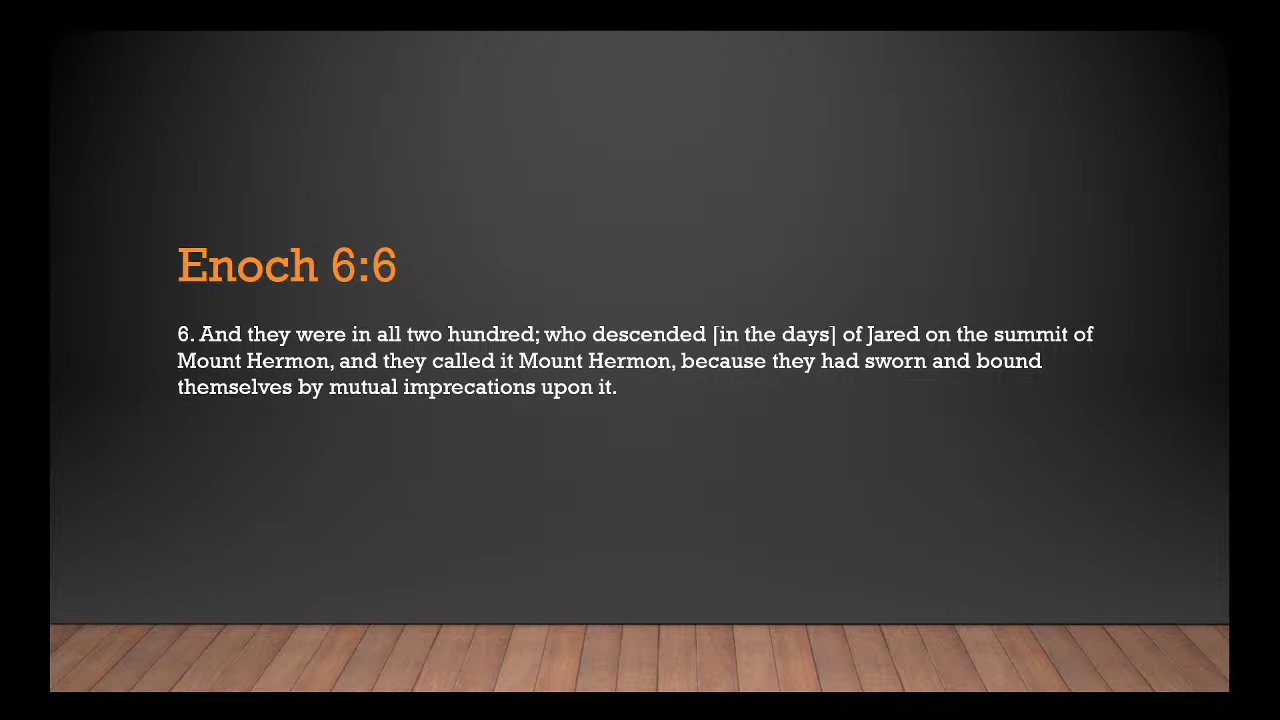 Enoch 6:6
6. And they were in all two hundred; who descended [in the days] of Jared on the summit of
Mount Hermon, and they called it Mount Hermon, because they had sworn and bound
themselves by mutual imprecations upon it.